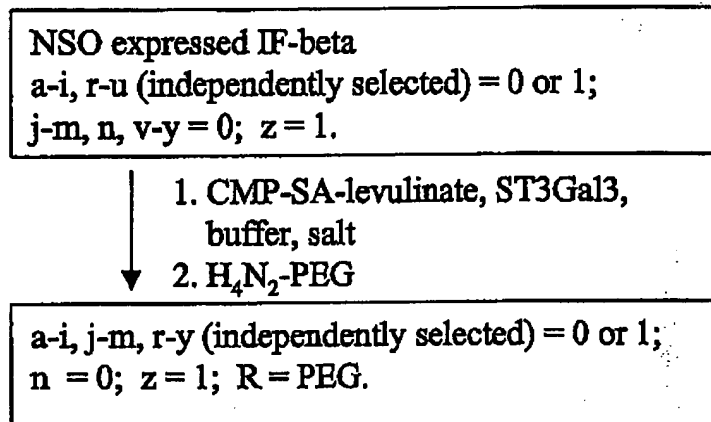 NSO expressed IF-beta
a-i, r-u (independently selected) = 0 or 1;
j-m, n, v-y = 0; z = 1.
1. CMP-SA-levulinate, ST3Gal3,
buffer, salt
2. H₄N₂-PEG
a-i, j-m, r-y (independently selected) = 0 or 1;
n = 0; z = 1; R = PEG.